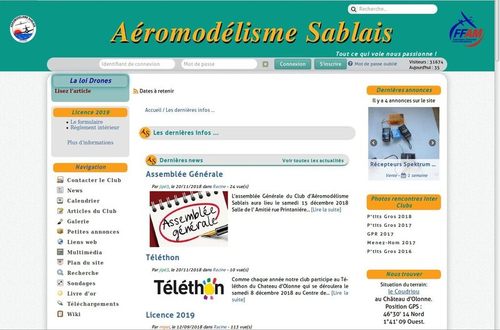 Recherche...
Aéromodélisme Sablais
FFAM
Tout ce qui vole nous passionne !
Identifiant de connexion
Mot de passe
Connexion
S'inscrire
Mot de passe oublié
Visiteurs : 31674
Aujourd'hui : 35
La loi Drones
Lisez l'article
Licence 2019
Le formulaire
Règlement intérieur
Plus d'informations
Navigation
Contacter le Club
News
Calendrier
Articles du Club
Galerie
Petites annonces
Liens web
Multimedia
Plan du site
Recherche
Sondages
Livre d'or
Téléchargements
Wiki
Dates à retenir
Accueil / Les dernières infos ...
Les dernières infos ...
Dernières news
Voir toutes les actualités
Assemblée Générale
le 20/11/2018 dans Racine - 24 vue(s)
Assemblée générale
L'assemblée Générale du Club d'Aéromodélisme
Sablais aura lieu le samedi 15 décembre 2018
Salle de l' Amitié rue Printanière... [Lire la suite]
Téléthon
le 20/11/2018 dans Racine - 10 vue(s)
Téléthon
Comme chaque année notre club participe au Té-
léthon du Chateau d'Olonne qui se déroulera le
samedi 8 décembre 2018 au Centre de... [Lire la suite]
Licence 2019
le 12/09/2018 dans Racine - 113 vue(s)
Dernières annonces
Il y a 4 annonces sur le site
Récepteurs Spektrum ...
Vente - 1 semaine
Photos rencontres Inter Clubs
P'tits Gros 2018
P'tits Gros 2017
GPR 2017
Menez-Hom 2017
P'tits Gros 2016
Nous trouver
Situation du terrain:
le Coudriou
au Château d'Olonne.
Position GPS :
46°30' 14 Nord
1°41' 09 Ouest